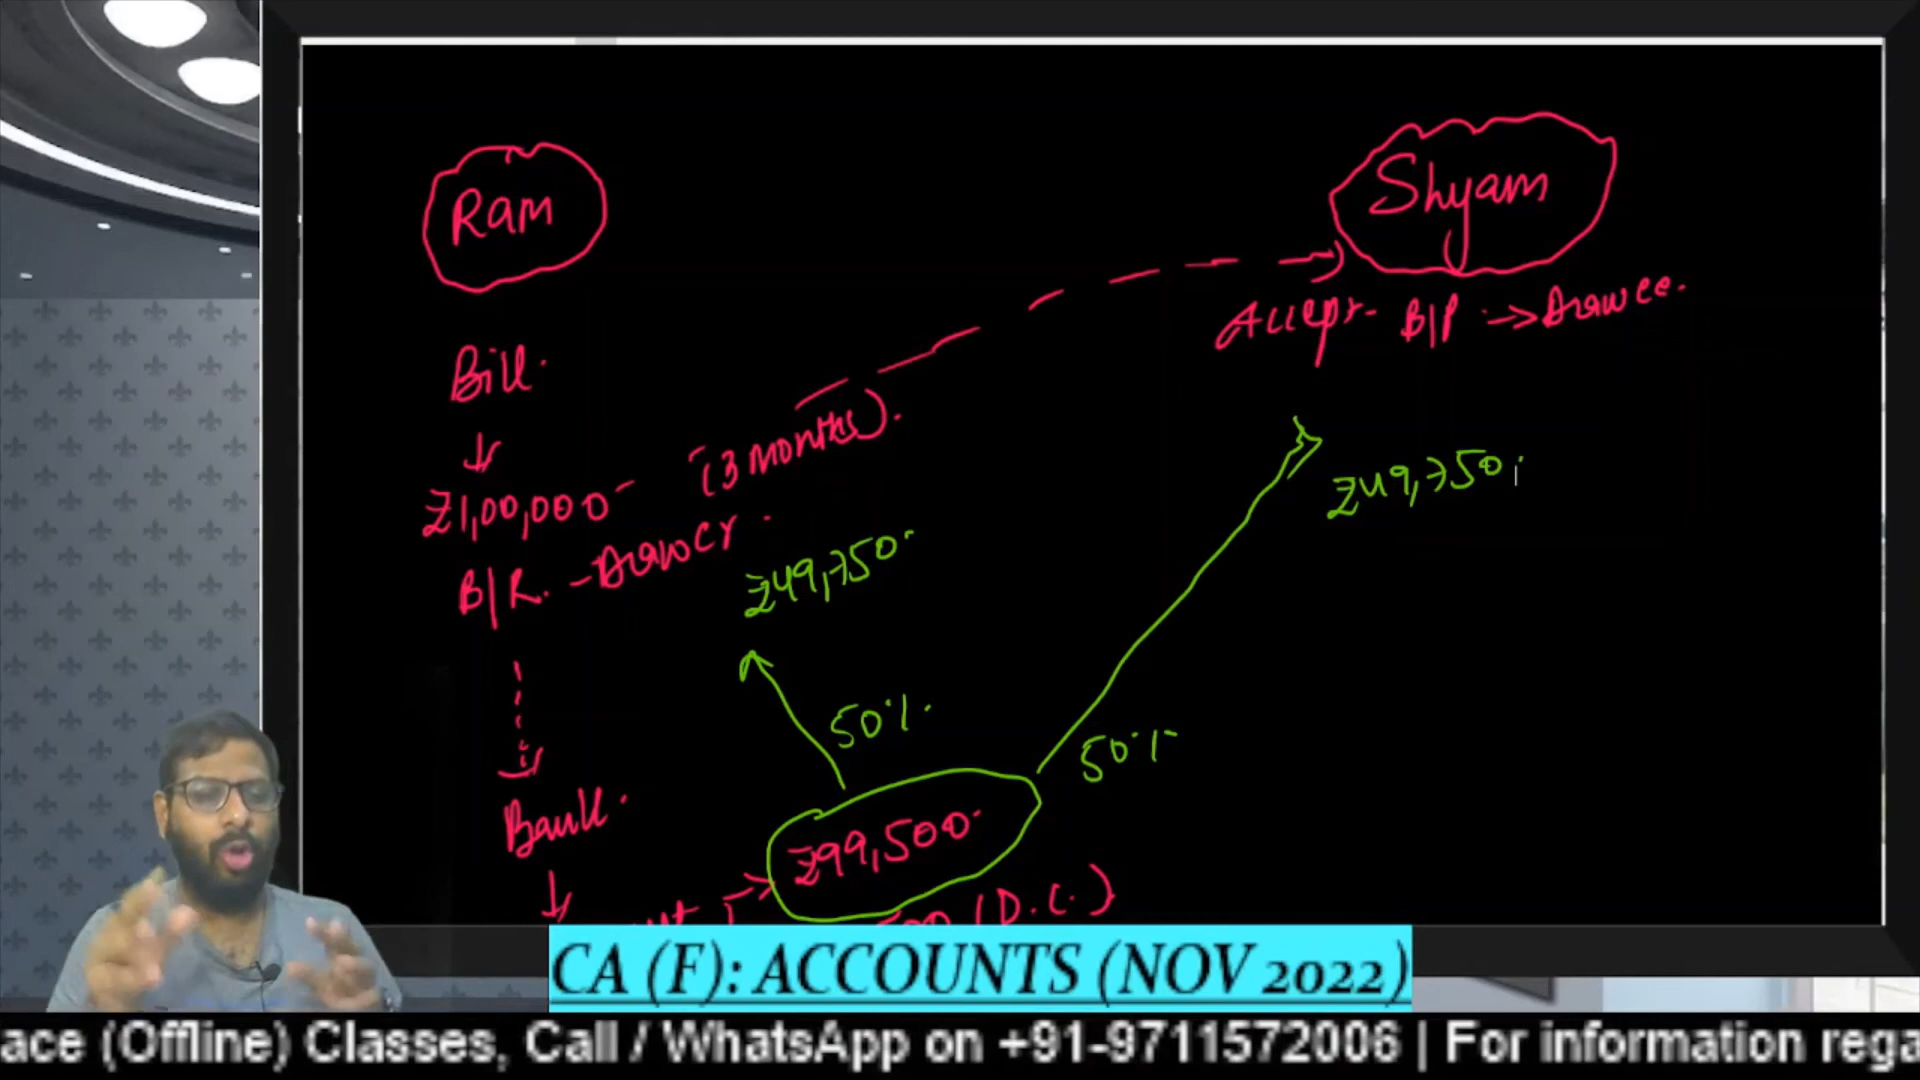 Ram
Shyam
Accept- B/P → Drawee.
Bill.
↓
₹1,00,000 (3 months).
B/R. - Drawer.
₹49,750
₹49,750
50%
50%
Bank.
↓
₹99,500
(D.C.)
CA (F): ACCOUNTS (NOV 2022)
ace (Offline) Classes, Call / WhatsApp on +91-9711572006 | For information rega